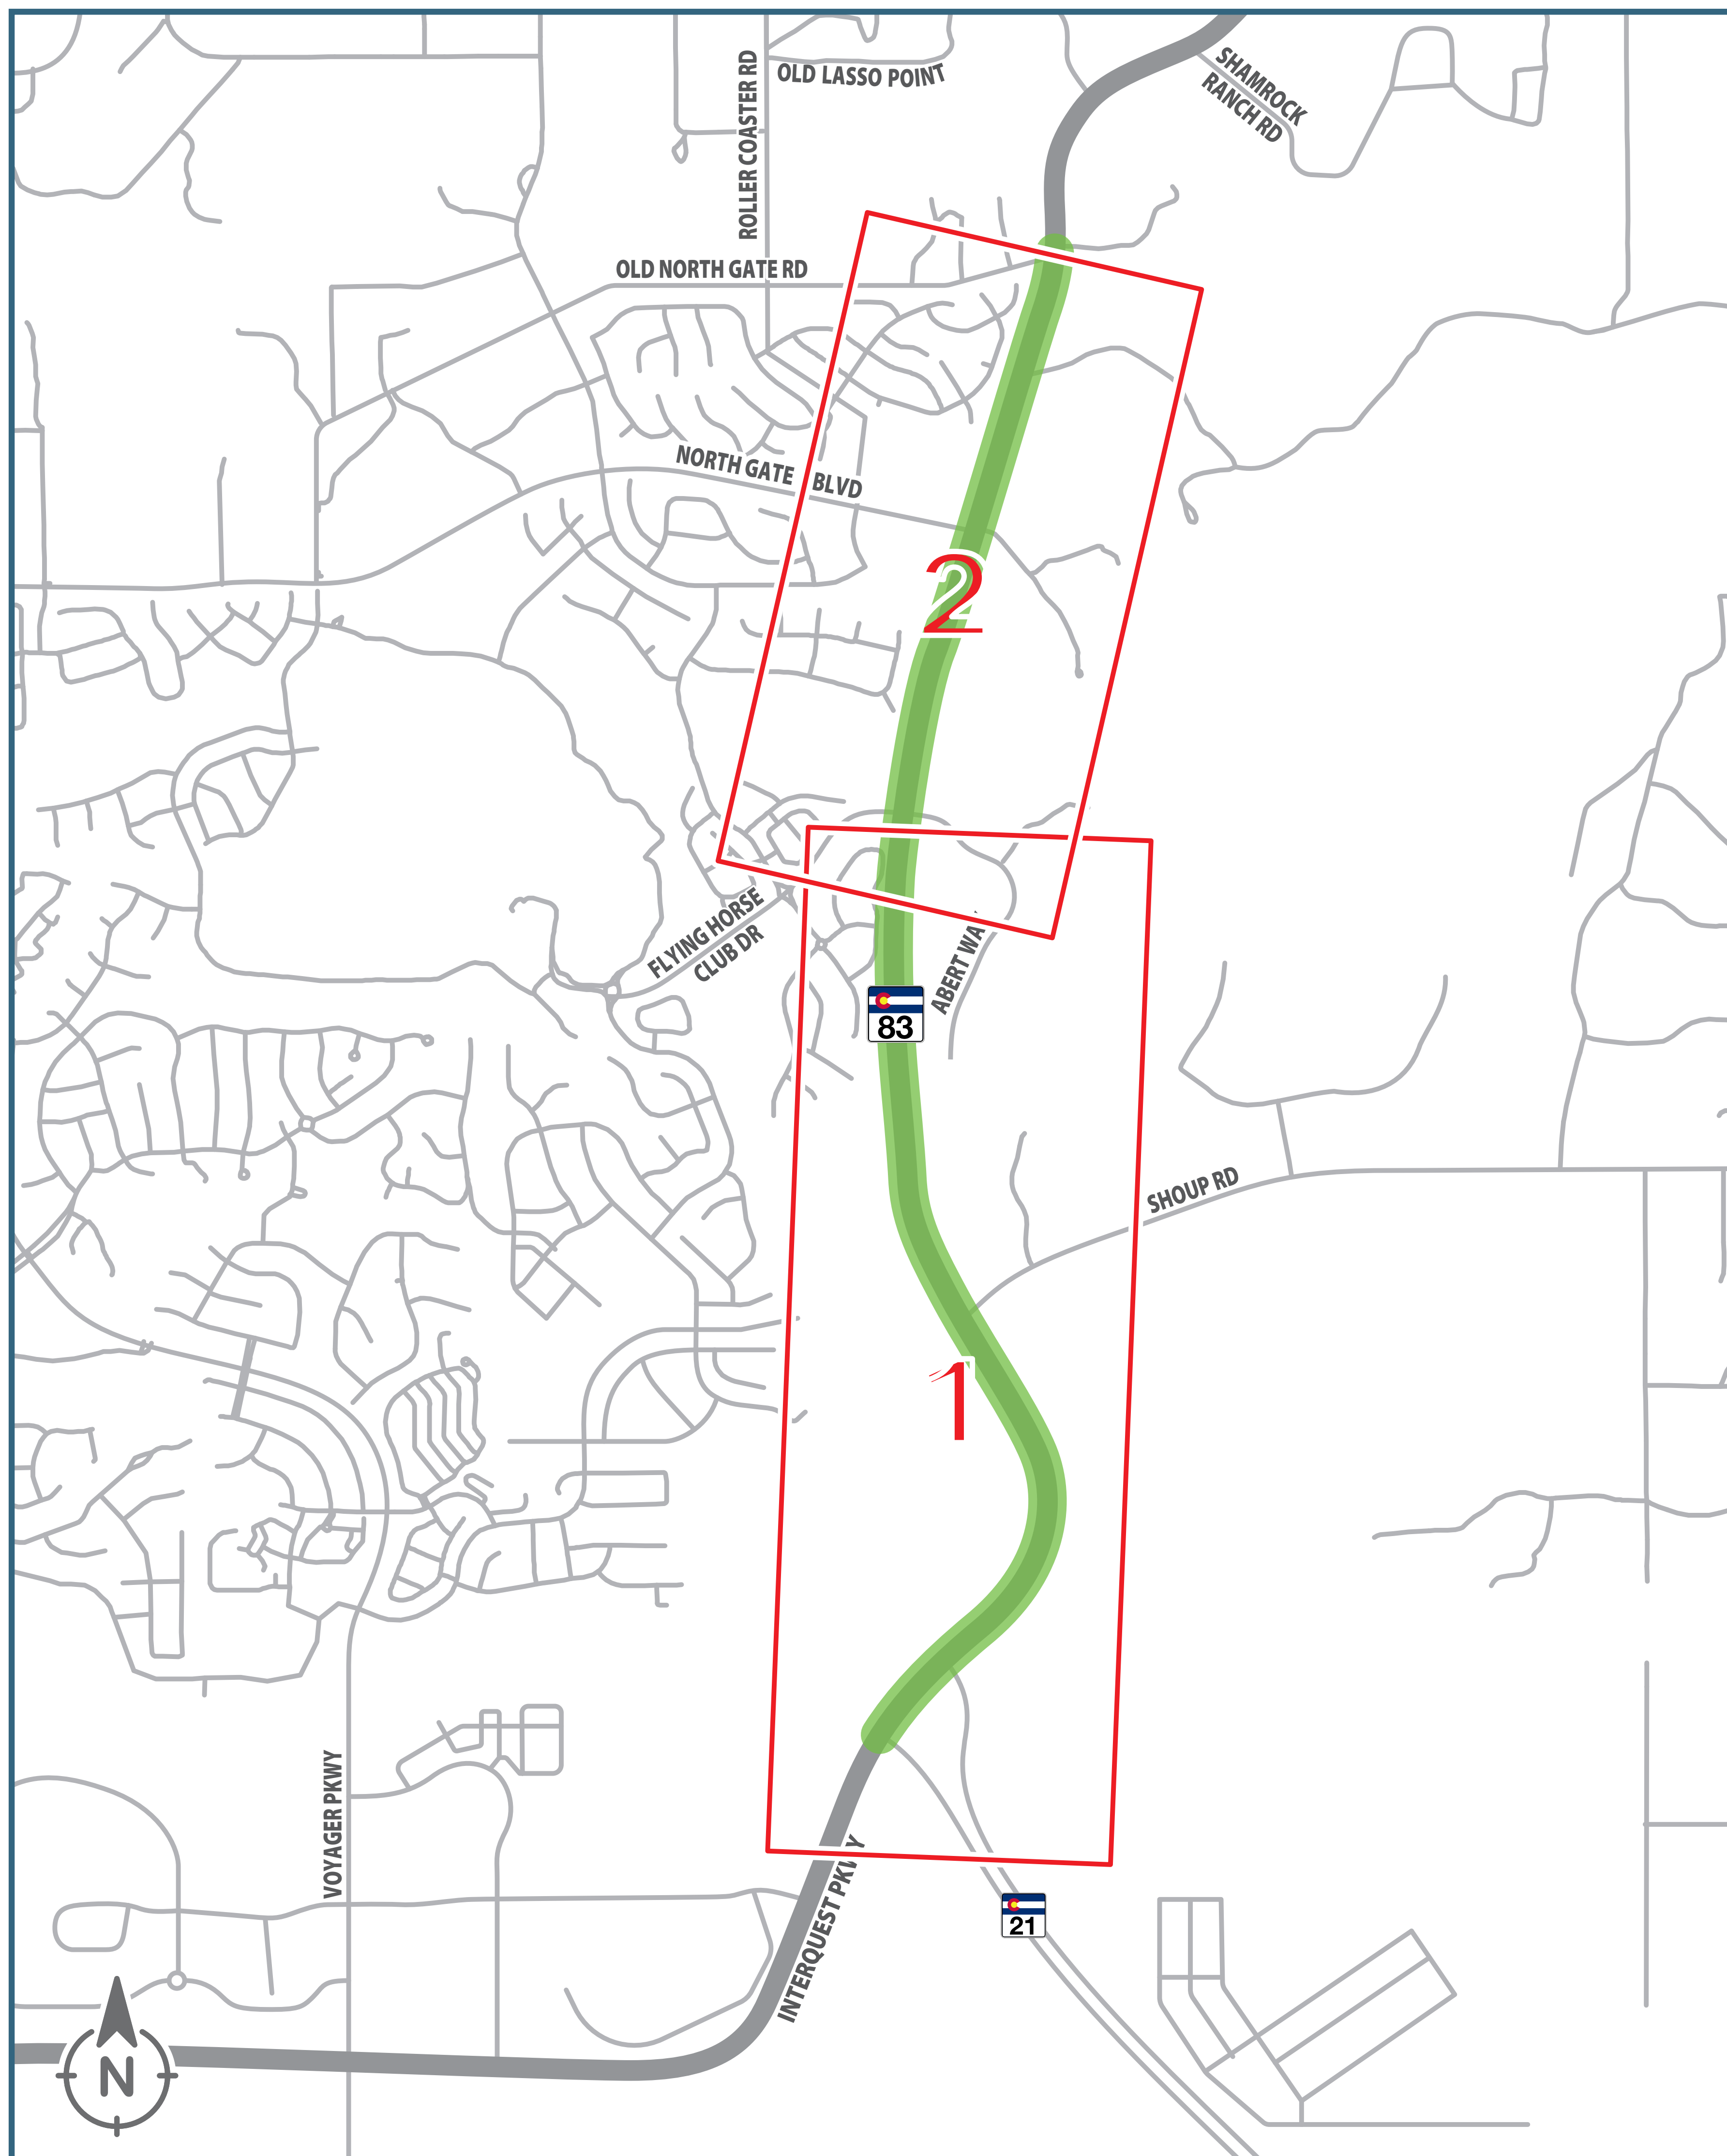 OLD LASSO POINT
SHAMROCK
RANCH RD
ROLLER COASTER RD
OLD NORTH GATE RD
NORTH GATE BLVD
2
FLYING HORSE
CLUB DR
ABERT WA
83
SHOUP RD
1
VOYAGER PKWY
INTERQUEST PKWY
21
N